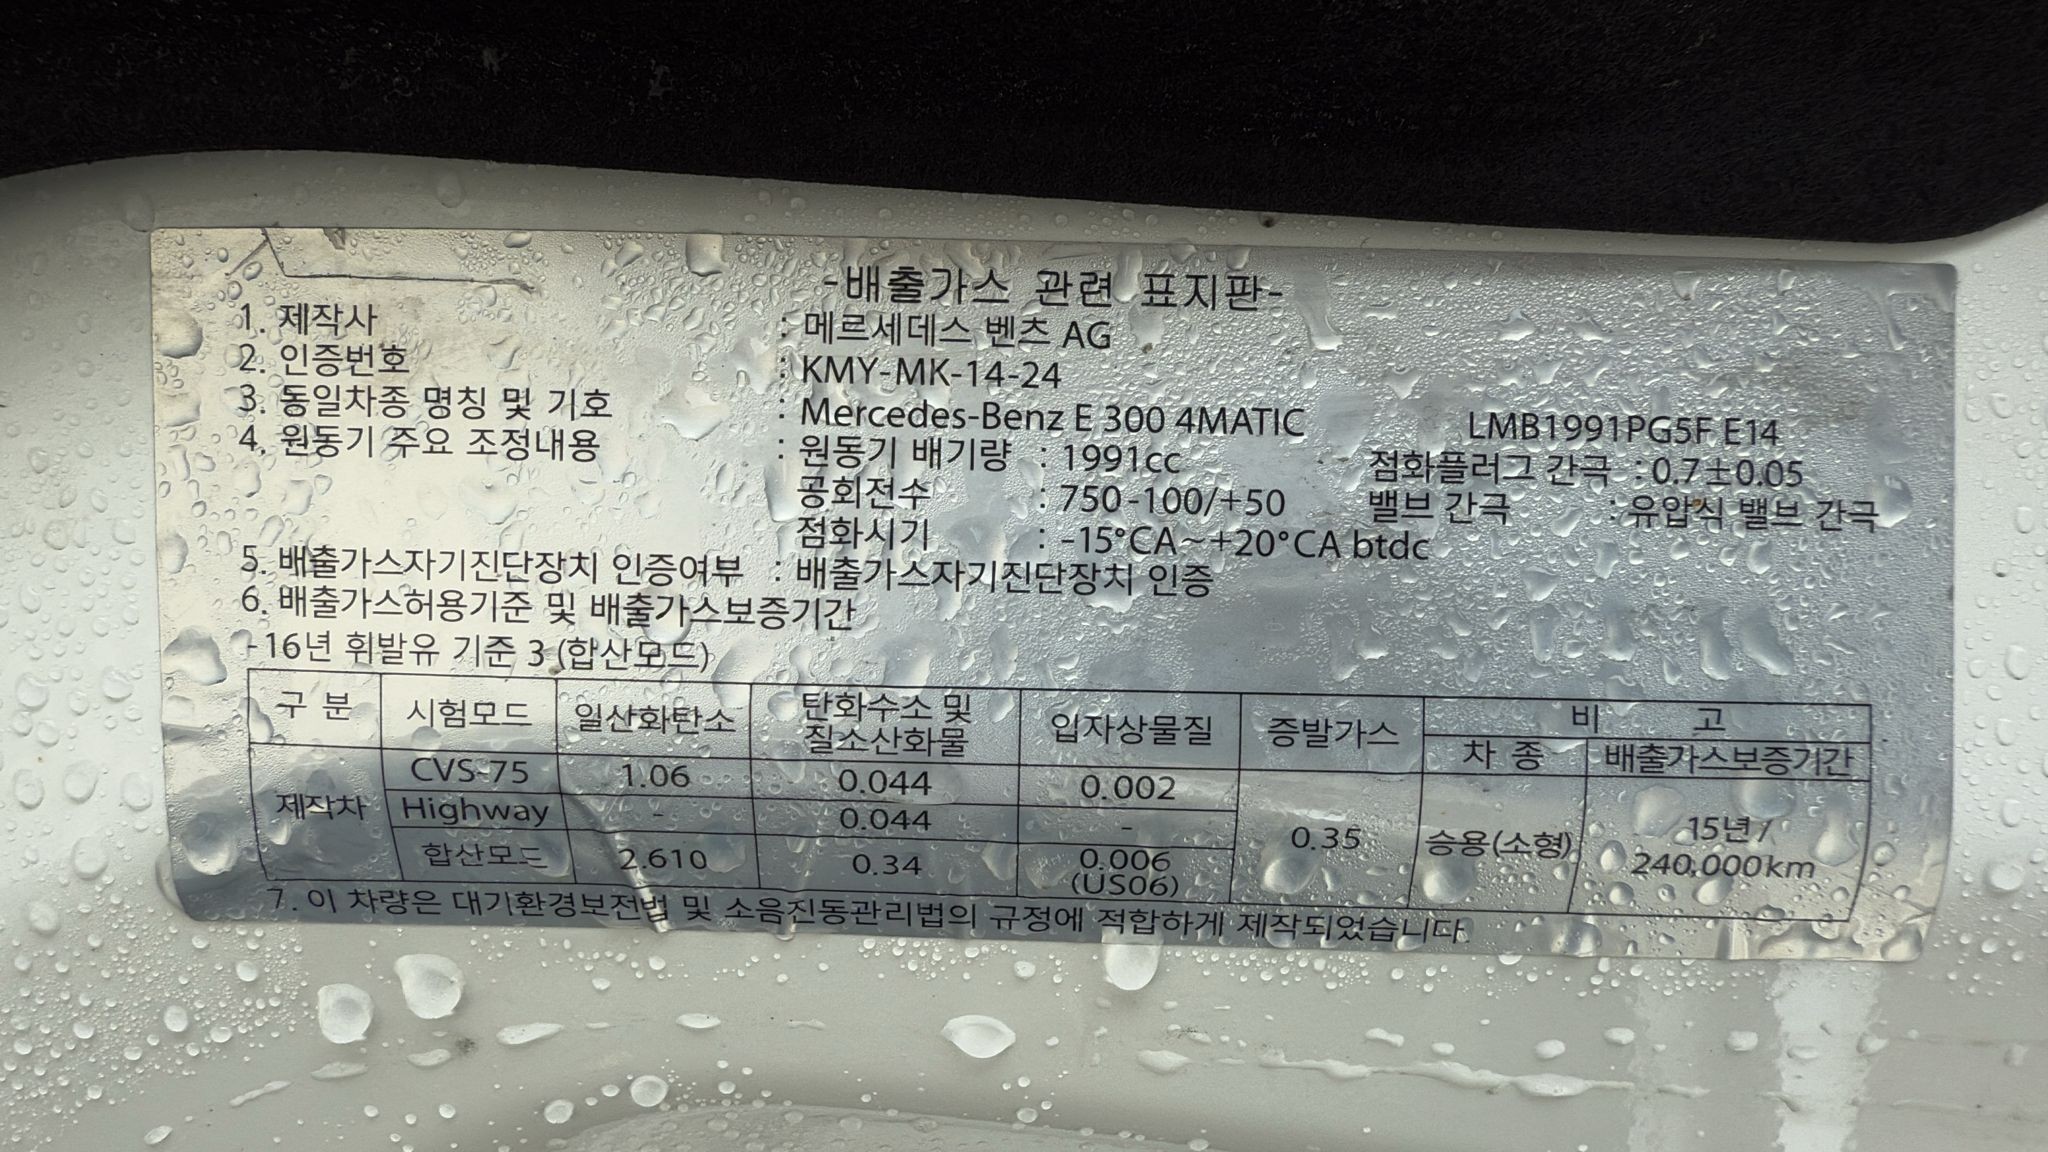 -배출가스 관련 표지판-
1. 제작사 : 메르세데스 벤츠 AG
2. 인증번호 : KMY-MK-14-24
3. 동일차종 명칭 및 기호 : Mercedes-Benz E 300 4MATIC LMB1991PG5F E14
4. 원동기 주요 조정내용 : 원동기 배기량 : 1991cc 점화플러그 간극 : 0.7±0.05
공회전수 : 750-100/+50 밸브 간극 : 유압식 밸브 간극
점화시기 : -15°CA~+20°CA btdc
5. 배출가스자기진단장치 인증여부 : 배출가스자기진단장치 인증
6. 배출가스허용기준 및 배출가스보증기간
-16년 휘발유 기준 3 (합산모드)
구 분 시험모드 일산화탄소 탄화수소 및 질소산화물 입자상물질 증발가스 비 고
차 종 배출가스보증기간
제작차 CVS-75 1.06 0.044 0.002 0.35 승용(소형) 15년 / 240,000km
Highway - 0.044 -
합산모드 2.610 0.34 0.006 (US06)
7. 이 차량은 대기환경보전법 및 소음진동관리법의 규정에 적합하게 제작되었습니다.